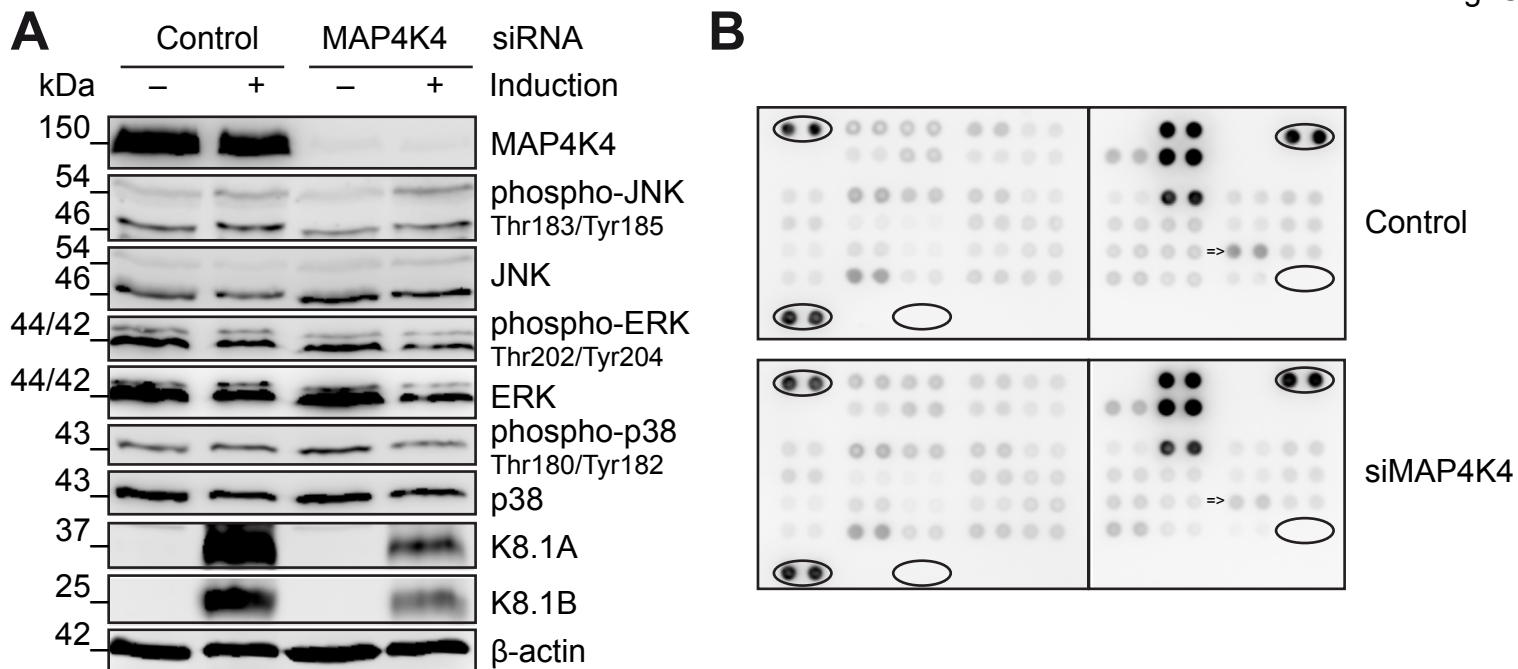 A
B
Control MAP4K4 siRNA
kDa – + – + Induction
150 MAP4K4
54 phospho-JNK
46 Thr183/Tyr185
54
46 JNK
44/42 phospho-ERK
Thr202/Tyr204
44/42 ERK
43 phospho-p38
Thr180/Tyr182
43 p38
37 K8.1A
25 K8.1B
42 β-actin
=>
Control
=>
siMAP4K4